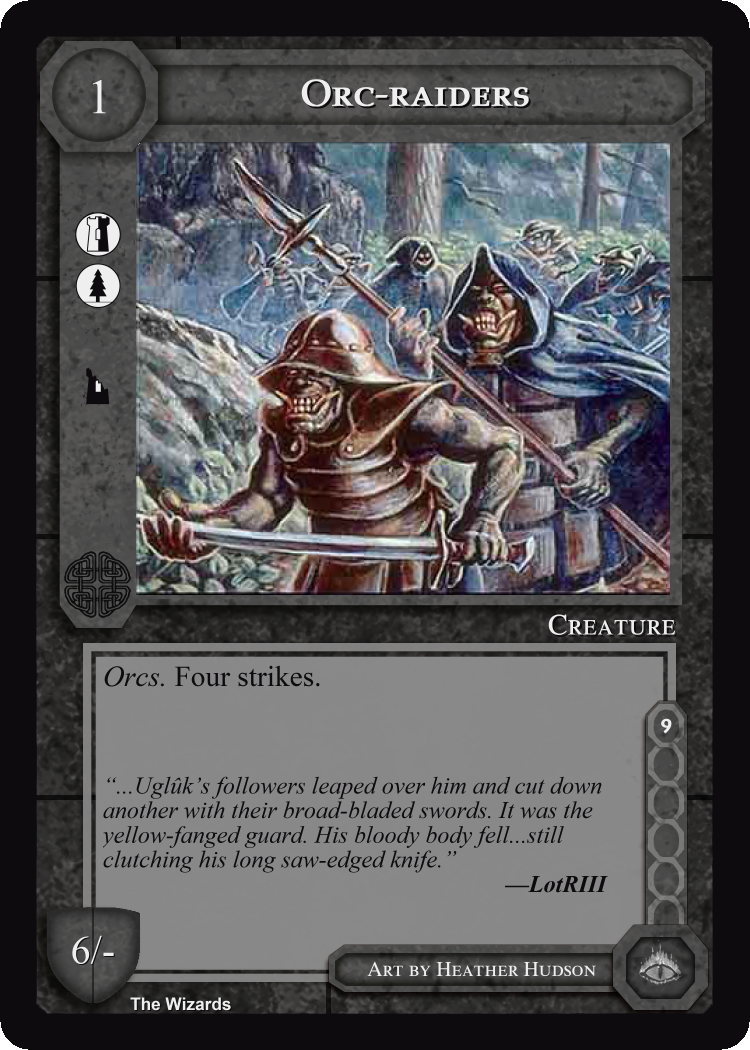 1
Orc-raiders
Creature
Orcs. Four strikes.
9
“...Uglûk’s followers leaped over him and cut down
another with their broad-bladed swords. It was the
yellow-fanged guard. His bloody body fell...still
clutching his long saw-edged knife.”
—LotRIII
6/-
Art by Heather Hudson
The Wizards